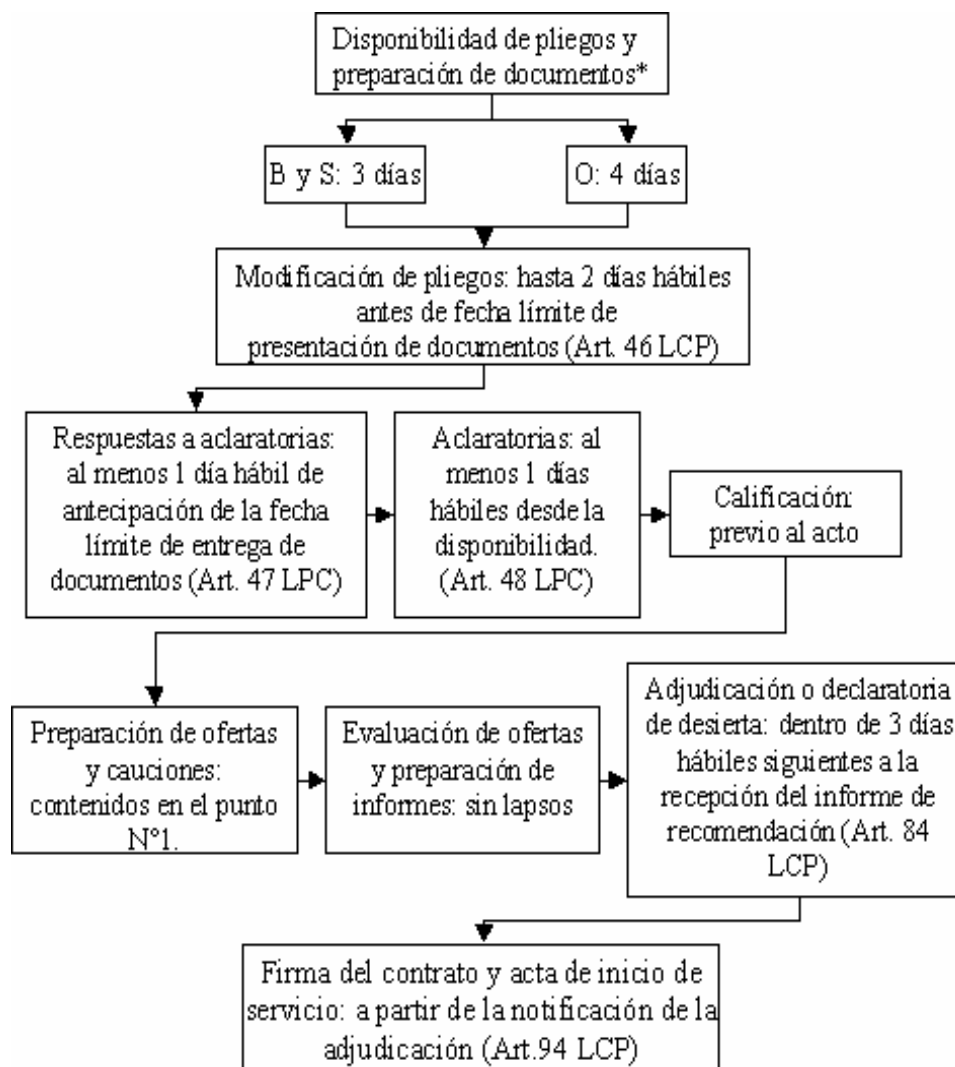 Disponibilidad de pliegos y
preparación de documentos*
B y S: 3 días
O: 4 días
Modificación de pliegos: hasta 2 días hábiles
antes de fecha límite de
presentación de documentos (Art. 46 LCP)
Respuestas a aclaratorias:
al menos 1 día hábil de
antecipación de la fecha
límite de entrega de
documentos (Art. 47 LPC)
Aclaratorias: al
menos 1 días
hábiles desde la
disponibilidad.
(Art. 48 LPC)
Calificación:
previo al acto
Preparación de ofertas
y cauciones:
contenidos en el punto
N°1.
Evaluación de ofertas
y preparación de
informes: sin lapsos
Adjudicación o declaratoria
de desierta: dentro de 3 días
hábiles siguientes a la
recepción del informe de
recomendación (Art. 84
LCP)
Firma del contrato y acta de inicio de
servicio: a partir de la notificación de la
adjudicación (Art.94 LCP)